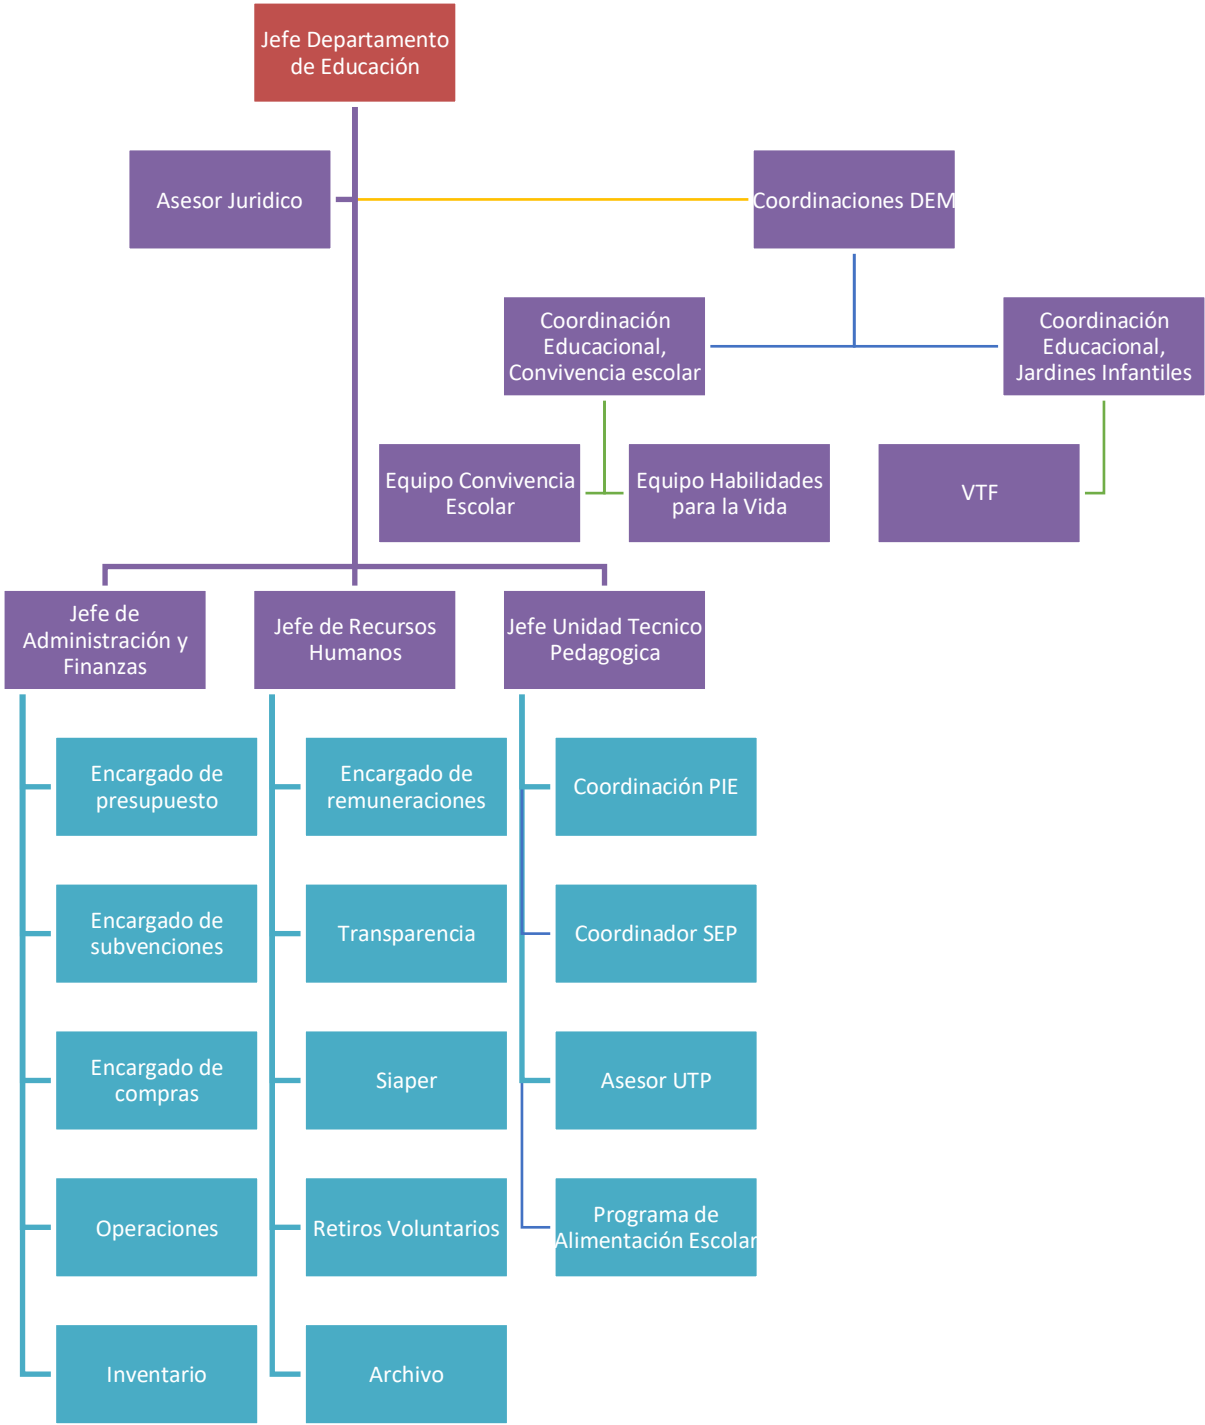 Jefe Departamento
de Educación
Asesor Juridico
Coordinaciones DEM
Coordinación
Educacional,
Convivencia escolar
Coordinación
Educacional,
Jardines Infantiles
Equipo Convivencia
Escolar
Equipo Habilidades
para la Vida
VTF
Jefe de
Administración y
Finanzas
Jefe de Recursos
Humanos
Jefe Unidad Tecnico
Pedagogica
Encargado de
presupuesto
Encargado de
remuneraciones
Coordinación PIE
Encargado de
subvenciones
Transparencia
Coordinador SEP
Encargado de
compras
Siaper
Asesor UTP
Operaciones
Retiros Voluntarios
Programa de
Alimentación Escolar
Inventario
Archivo